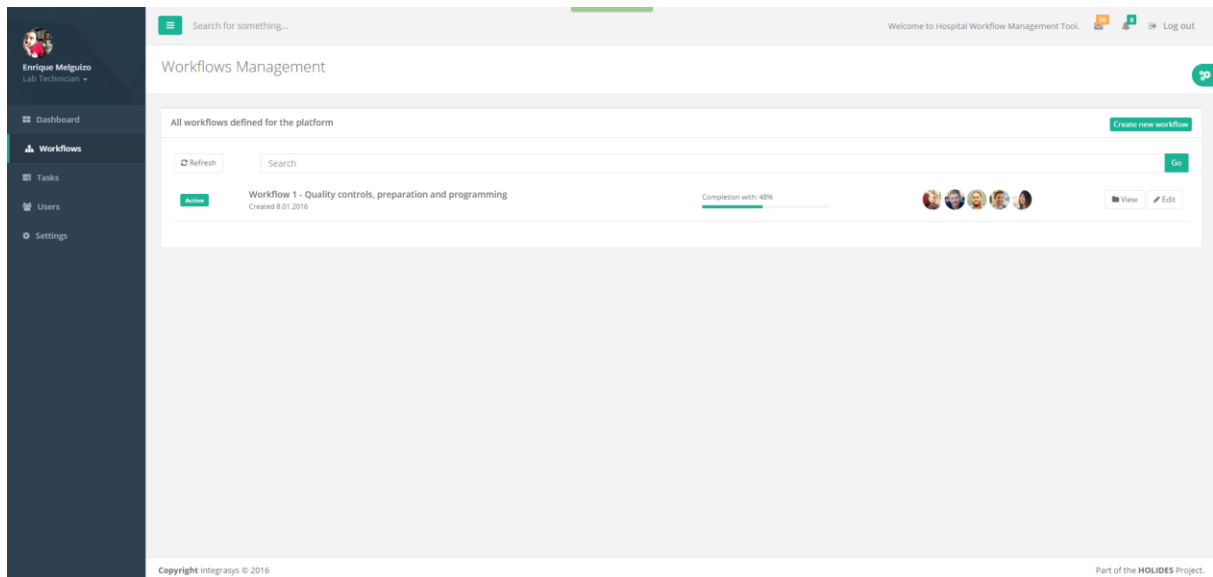 Enrique Melguizo
Lab Technician
Dashboard
Workflows
Tasks
Users
Settings
Search for something...
Welcome to Hospital Workflow Management Tool.
16
8
Log out
Workflows Management
All workflows defined for the platform
Create new workflow
Refresh
Search
Go
Active
Workflow 1 - Quality controls, preparation and programming
Created 8.01.2016
Completion with: 48%
View
Edit
Copyright Integrasys © 2016
Part of the HOLIDES Project.